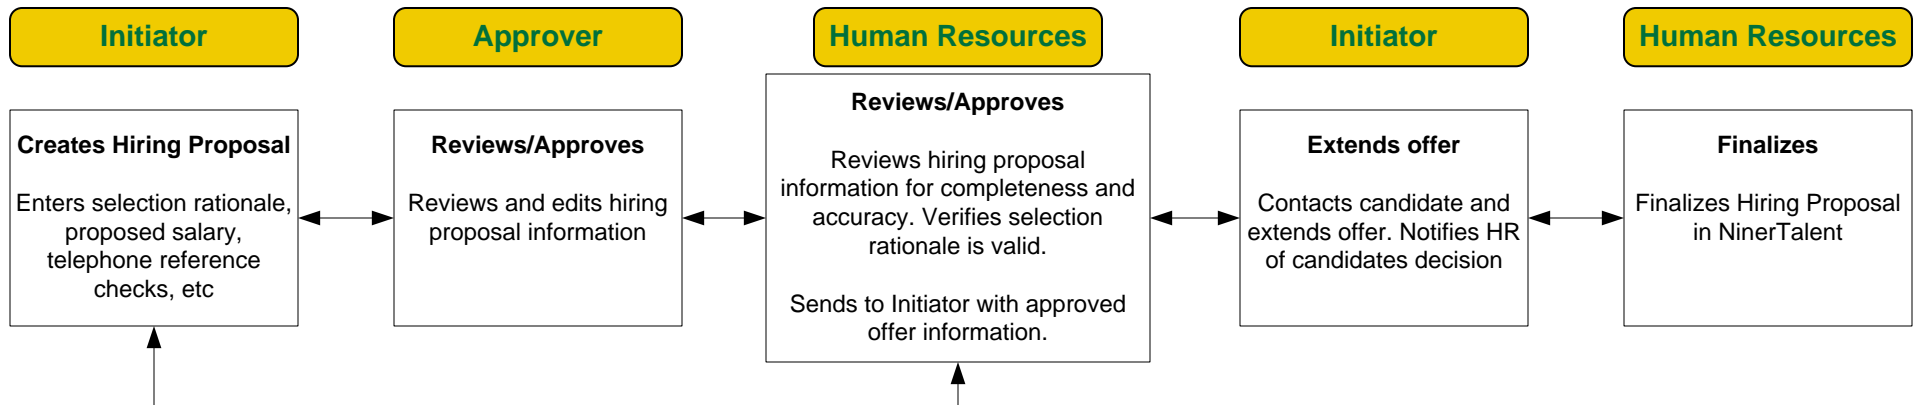 Initiator
Approver
Human Resources
Initiator
Human Resources
Creates Hiring Proposal
Enters selection rationale,
proposed salary,
telephone reference
checks, etc
Reviews/Approves
Reviews and edits hiring
proposal information
Reviews/Approves
Reviews hiring proposal
information for completeness and
accuracy. Verifies selection
rationale is valid.
Sends to Initiator with approved
offer information.
Extends offer
Contacts candidate and
extends offer. Notifies HR
of candidates decision
Finalizes
Finalizes Hiring Proposal
in NinerTalent